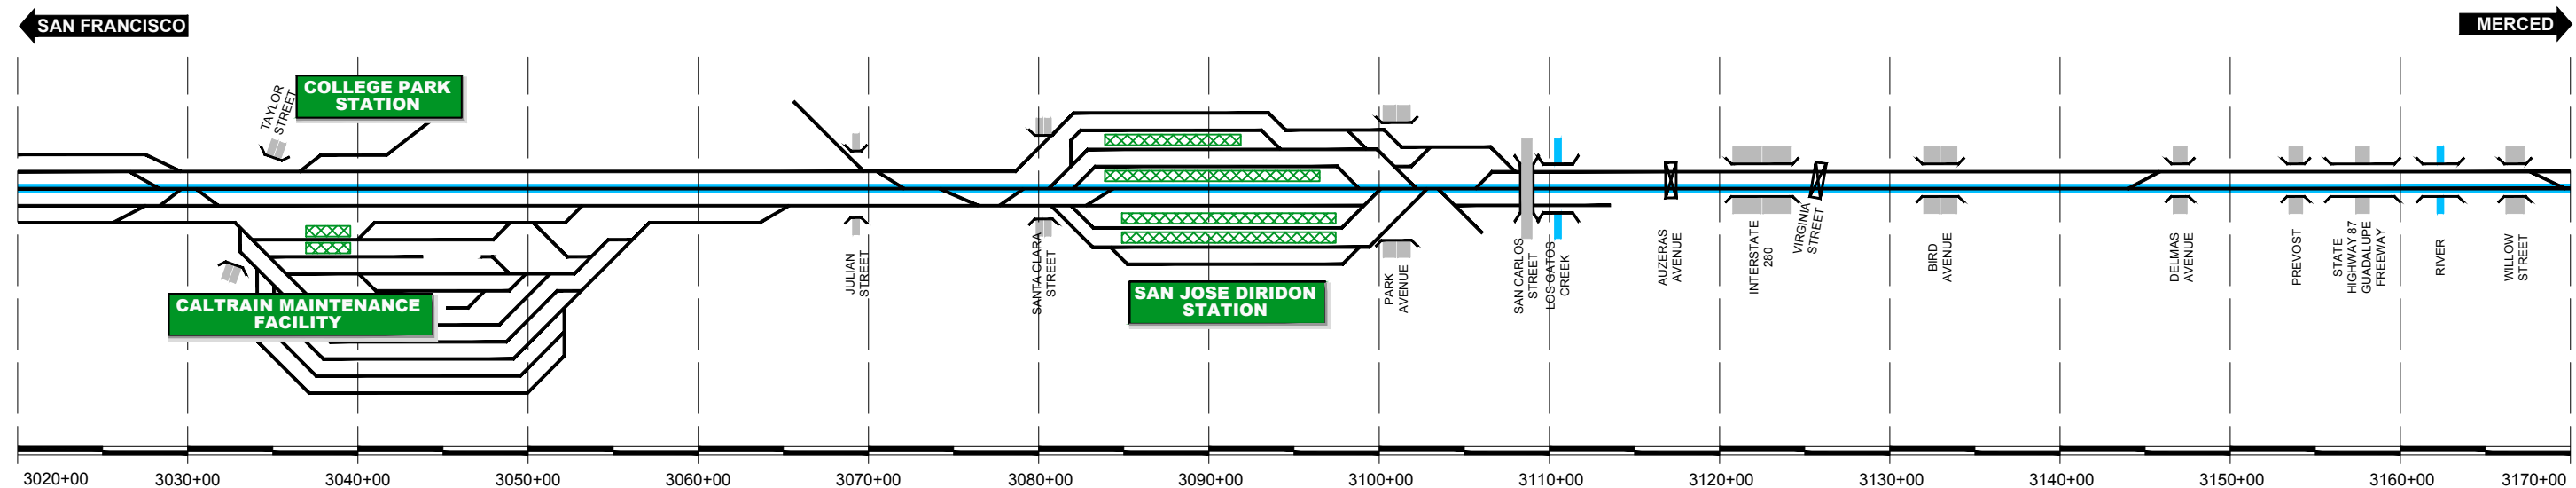 SAN FRANCISCO
MERCED
TAYLOR
STREET
COLLEGE PARK
STATION
CALTRAIN MAINTENANCE
FACILITY
JULIAN
STREET
SANTA CLARA
STREET
SAN JOSE DIRIDON
STATION
PARK
AVENUE
SAN CARLOS
STREET
LOS GATOS
CREEK
AUZERAS
AVENUE
INTERSTATE
280
VIRGINIA
STREET
BIRD
AVENUE
DELMAS
AVENUE
PREVOST
STATE
HIGHWAY 87
GUADALUPE
FREEWAY
RIVER
WILLOW
STREET
3020+00
3030+00
3040+00
3050+00
3060+00
3070+00
3080+00
3090+00
3100+00
3110+00
3120+00
3130+00
3140+00
3150+00
3160+00
3170+00